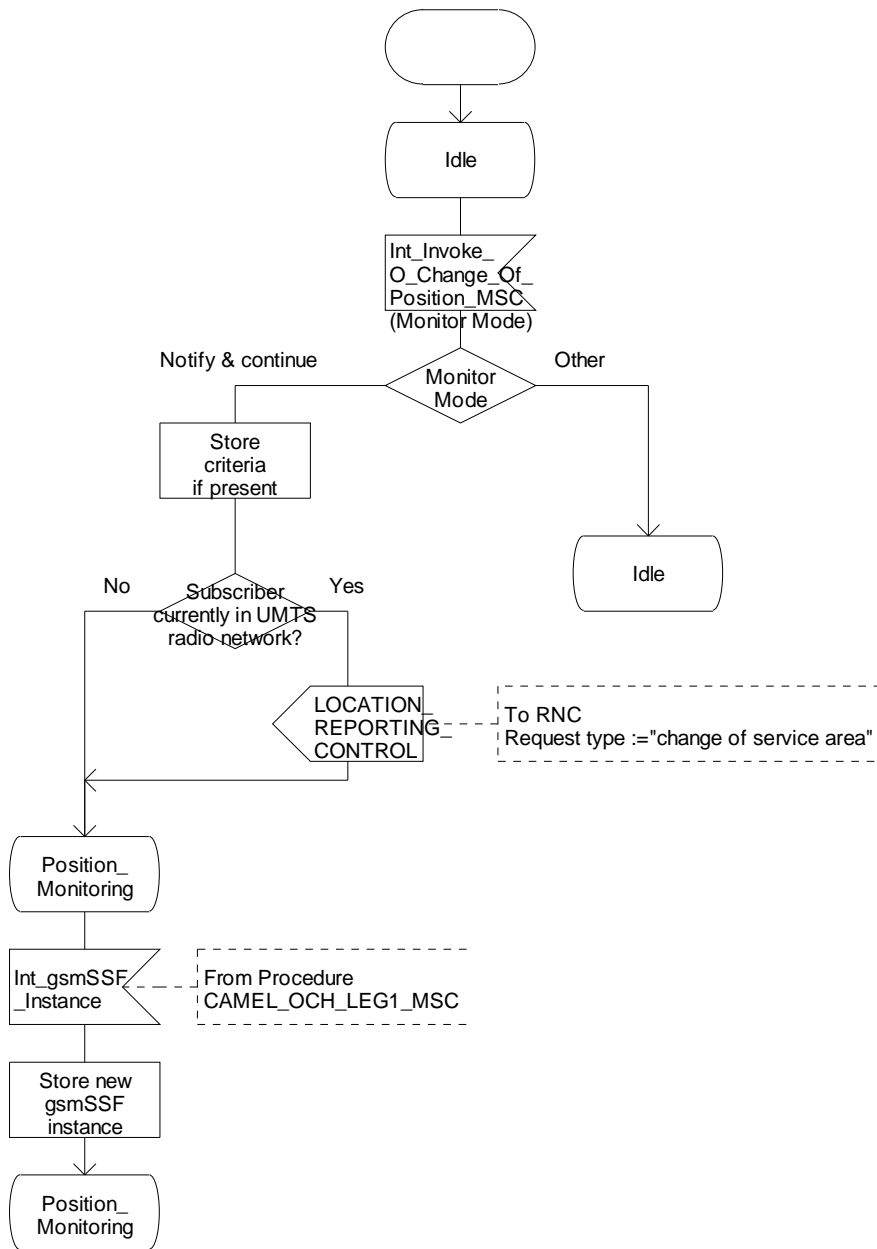 Idle
Int_Invoke_
O_Change_Of_
Position_MSC
(Monitor Mode)
Notify & continue
Monitor
Mode
Other
Store
criteria
if present
Idle
No
Subscriber
currently in UMTS
radio network?
Yes
LOCATION_
REPORTING_
CONTROL
To RNC
Request type :="change of service area"
Position_
Monitoring
Int_gsmSSF
_Instance
From Procedure
CAMEL_OCH_LEG1_MSC
Store new
gsmSSF
instance
Position_
Monitoring